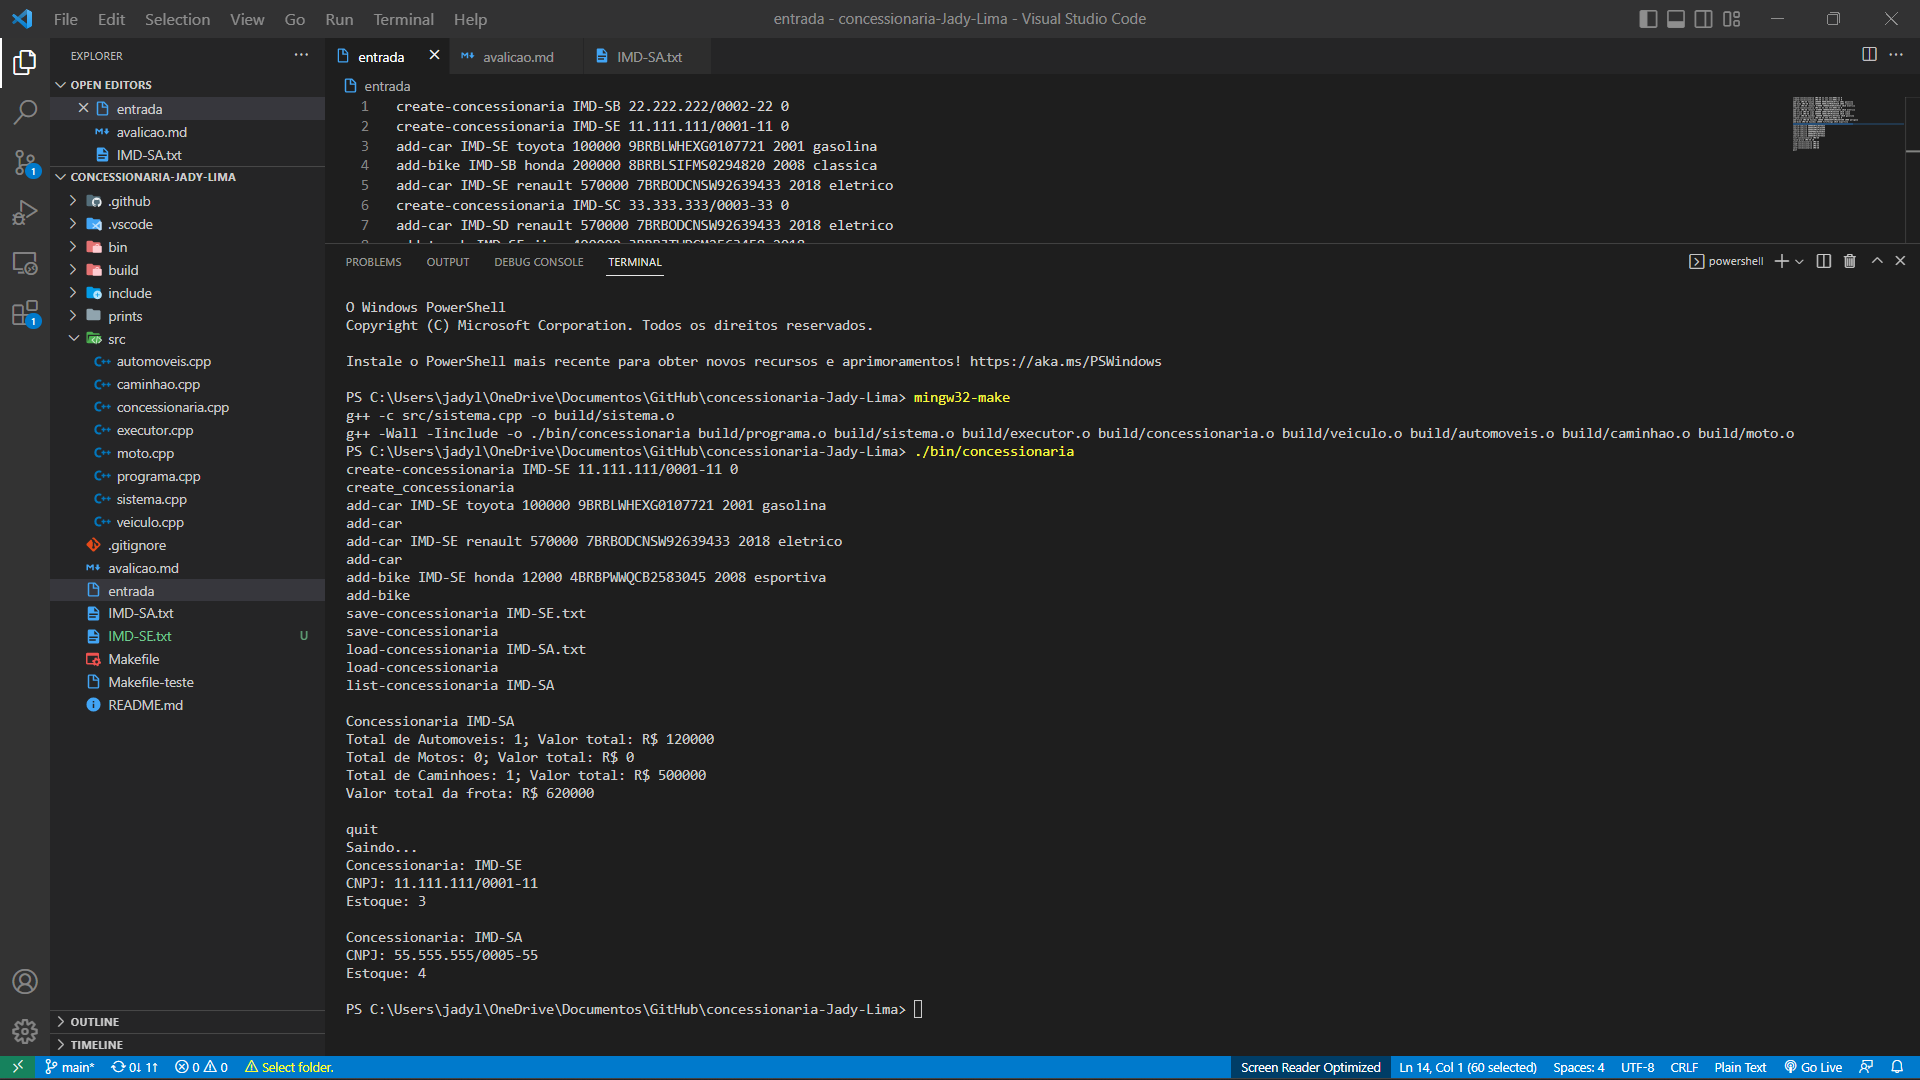 File Edit Selection View Go Run Terminal Help
entrada - concessionaria-Jady-Lima - Visual Studio Code
EXPLORER
OPEN EDITORS
entrada
avalicao.md
IMD-SA.txt
CONCESSIONARIA-JADY-LIMA
.github
.vscode
bin
build
include
prints
src
automoveis.cpp
caminhao.cpp
concessionaria.cpp
executor.cpp
moto.cpp
programa.cpp
sistema.cpp
veiculo.cpp
.gitignore
avalicao.md
entrada
IMD-SA.txt
IMD-SE.txt U
Makefile
Makefile-teste
README.md
OUTLINE
TIMELINE
1
1
entrada avalicao.md IMD-SA.txt
entrada
1 create-concessionaria IMD-SB 22.222.222/0002-22 0
2 create-concessionaria IMD-SE 11.111.111/0001-11 0
3 add-car IMD-SE toyota 100000 9BRBLWHEXG0107721 2001 gasolina
4 add-bike IMD-SB honda 200000 8BRBLSIFMS0294820 2008 classica
5 add-car IMD-SE renault 570000 7BRBODCNSW92639433 2018 eletrico
6 create-concessionaria IMD-SC 33.333.333/0003-33 0
7 add-car IMD-SD renault 570000 7BRBODCNSW92639433 2018 eletrico
PROBLEMS OUTPUT DEBUG CONSOLE TERMINAL
powershell
O Windows PowerShell
Copyright (C) Microsoft Corporation. Todos os direitos reservados.
Instale o PowerShell mais recente para obter novos recursos e aprimoramentos! https://aka.ms/PSWindows
PS C:\Users\jadyl\OneDrive\Documentos\GitHub\concessionaria-Jady-Lima> mingw32-make
g++ -c src/sistema.cpp -o build/sistema.o
g++ -Wall -Iinclude -o ./bin/concessionaria build/programa.o build/sistema.o build/executor.o build/concessionaria.o build/veiculo.o build/automoveis.o build/caminhao.o build/moto.o
PS C:\Users\jadyl\OneDrive\Documentos\GitHub\concessionaria-Jady-Lima> ./bin/concessionaria
create-concessionaria IMD-SE 11.111.111/0001-11 0
create_concessionaria
add-car IMD-SE toyota 100000 9BRBLWHEXG0107721 2001 gasolina
add-car
add-car IMD-SE renault 570000 7BRBODCNSW92639433 2018 eletrico
add-car
add-bike IMD-SE honda 12000 4BRBPWWQCB2583045 2008 esportiva
add-bike
save-concessionaria IMD-SE.txt
save-concessionaria
load-concessionaria IMD-SA.txt
load-concessionaria
list-concessionaria IMD-SA
Concessionaria IMD-SA
Total de Automoveis: 1; Valor total: R$ 120000
Total de Motos: 0; Valor total: R$ 0
Total de Caminhoes: 1; Valor total: R$ 500000
Valor total da frota: R$ 620000
quit
Saindo...
Concessionaria: IMD-SE
CNPJ: 11.111.111/0001-11
Estoque: 3
Concessionaria: IMD-SA
CNPJ: 55.555.555/0005-55
Estoque: 4
PS C:\Users\jadyl\OneDrive\Documentos\GitHub\concessionaria-Jady-Lima>
main* 0↓ 1↑ 0 0 Select folder. Screen Reader Optimized Ln 14, Col 1 (60 selected) Spaces: 4 UTF-8 CRLF Plain Text Go Live